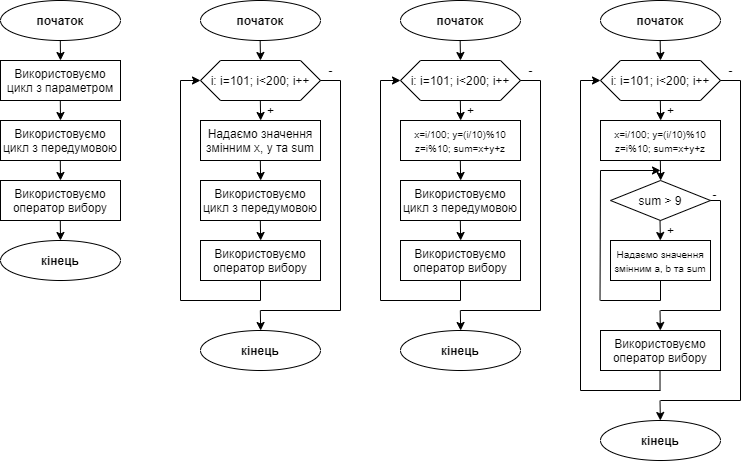 початок
Використовуємо
цикл з параметром
Використовуємо
цикл з передумовою
Використовуємо
оператор вибору
кінець
початок
i: i=101; i<200; i++
-
+
Надаємо значення
змінним x, y та sum
Використовуємо
цикл з передумовою
Використовуємо
оператор вибору
кінець
початок
i: i=101; i<200; i++
-
+
x=i/100; y=(i/10)%10
z=i%10; sum=x+y+z
Використовуємо
цикл з передумовою
Використовуємо
оператор вибору
кінець
початок
i: i=101; i<200; i++
-
+
x=i/100; y=(i/10)%10
z=i%10; sum=x+y+z
sum > 9
-
+
Надаємо значення
змінним a, b та sum
Використовуємо
оператор вибору
кінець